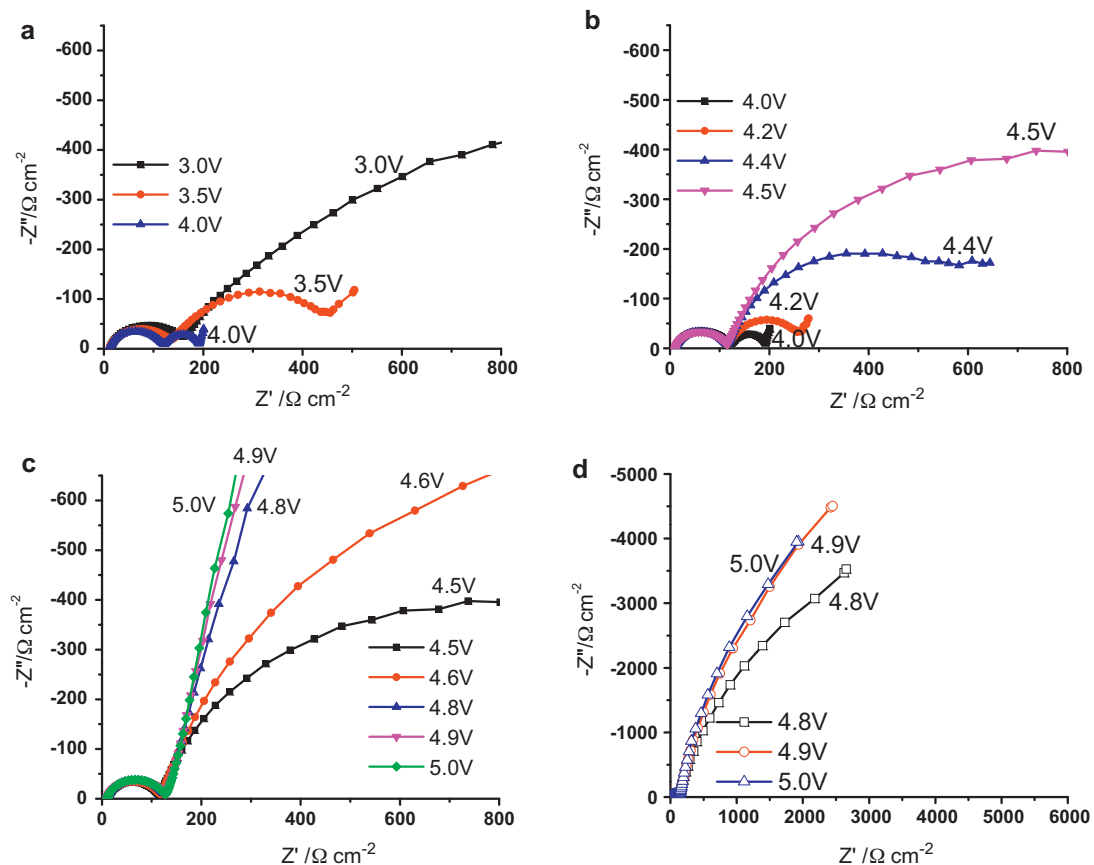 a
-600
-500
-400
-300
-200
-100
0
-Z"/Ω cm-2
3.0V
3.5V
4.0V
3.0V
3.5V
4.0V
0 200 400 600 800
Z' /Ω cm-2
b
-600
-500
-400
-300
-200
-100
0
-Z"/Ω cm-2
4.0V
4.2V
4.4V
4.5V
4.5V
4.4V
4.2V
4.0V
0 200 400 600 800
Z' /Ω cm-2
c
-600
-500
-400
-300
-200
-100
0
-Z"/Ω cm-2
4.9V
5.0V
4.8V
4.6V
4.5V
4.5V
4.6V
4.8V
4.9V
5.0V
0 200 400 600 800
Z' /Ω cm-2
d
-5000
-4000
-3000
-2000
-1000
0
-Z"/Ω cm-2
5.0V
4.9V
4.8V
4.8V
4.9V
5.0V
0 1000 2000 3000 4000 5000 6000
Z' /Ω cm-2